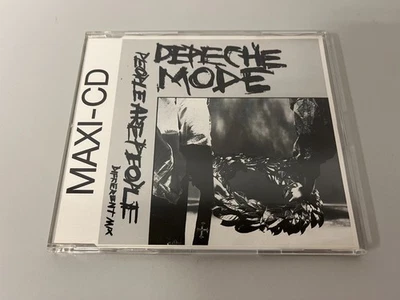 MAXI-CD
DEPECHE
MODE
PEOPLE ARE PEOPLE
DIFFERENT MIX